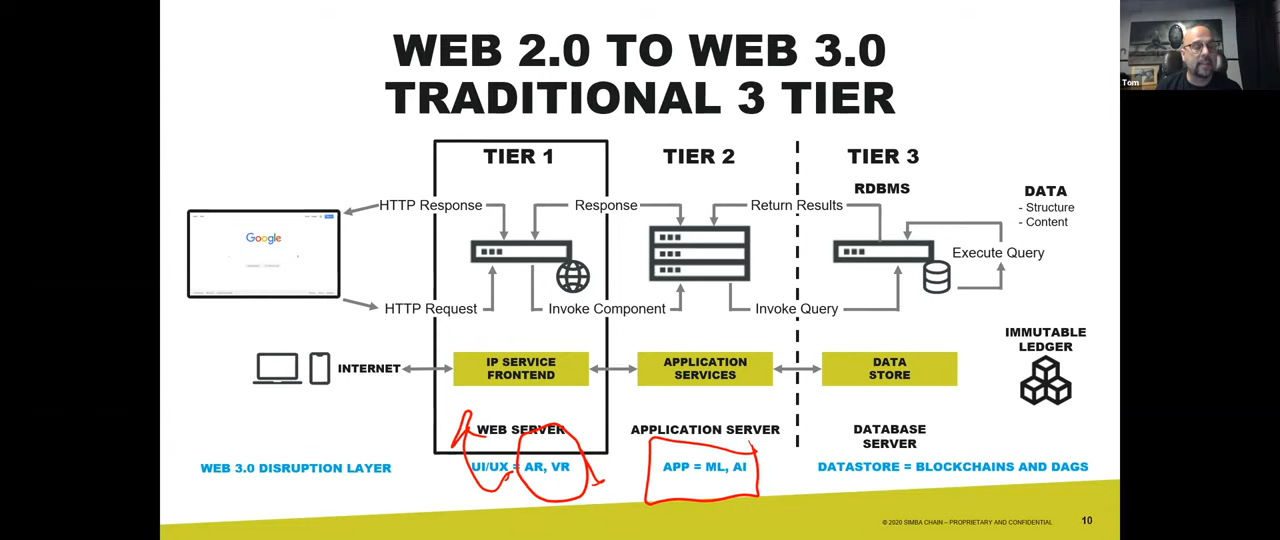 WEB 2.0 TO WEB 3.0
TRADITIONAL 3 TIER
Tom
TIER 1
TIER 2
TIER 3
RDBMS
DATA
- Structure
- Content
HTTP Response
Response
Return Results
Google
Execute Query
HTTP Request
Invoke Component
Invoke Query
IMMUTABLE
LEDGER
INTERNET
IP SERVICE
FRONTEND
APPLICATION
SERVICES
DATA
STORE
WEB SERVER
APPLICATION SERVER
DATABASE
SERVER
WEB 3.0 DISRUPTION LAYER
UI/UX = AR, VR
APP = ML, AI
DATASTORE = BLOCKCHAINS AND DAGS
© 2020 SIMBA CHAIN – PROPRIETARY AND CONFIDENTIAL
10